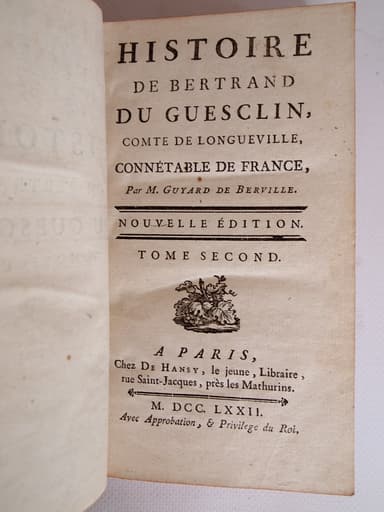 HISTOIRE
DE BERTRAND
DU GUESCLIN,
COMTE DE LONGUEVILLE,
CONNÉTABLE DE FRANCE,
Par M. GUYARD DE BERVILLE.
NOUVELLE ÉDITION.
TOME SECOND.
A PARIS,
Chez DE HANSY, le jeune, Libraire,
rue Saint-Jacques, près les Mathurins.
M. DCC. LXXII.
Avec Approbation, & Privilege du Roi.